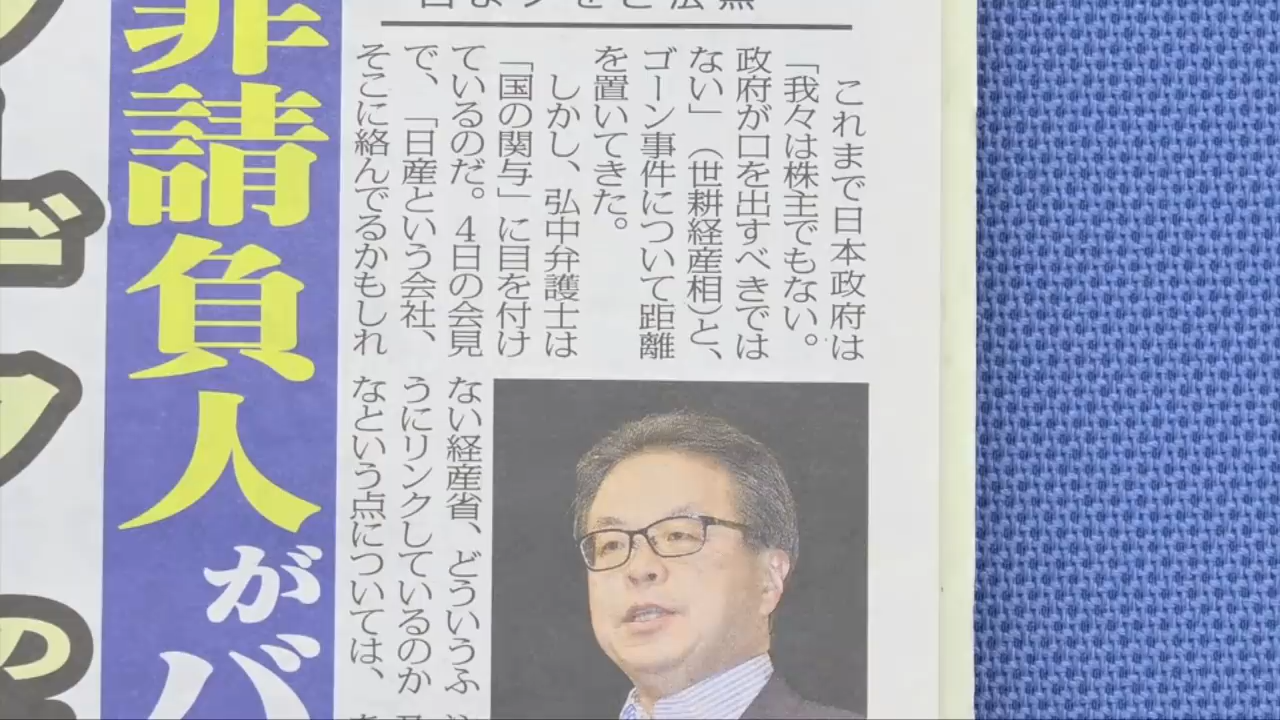 これまで日本政府は
「我々は株主でもない。
政府が口を出すべきでは
ない」（世耕経産相）と、
ゴーン事件について距離
を置いてきた。
しかし、弘中弁護士は
「国の関与」に目を付け
ているのだ。４日の会見
で、「日産という会社、
そこに絡んでるかもしれ
ない経産省、どういうふ
うにリンクしているのか
なという点については、
非請負人がバ